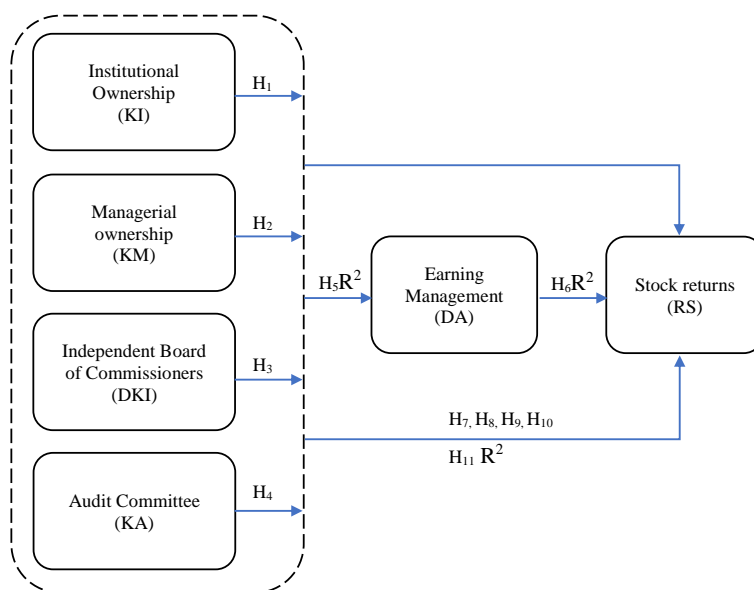 Institutional
Ownership
(KI)
H₁
Managerial
ownership
(KM)
H₂
Independent Board
of Commissioners
(DKI)
H₃
Audit Committee
(KA)
H₄
H₅R²
Earning
Management
(DA)
H₆R²
Stock returns
(RS)
H₇, H₈, H₉, H₁₀
H₁₁ R²